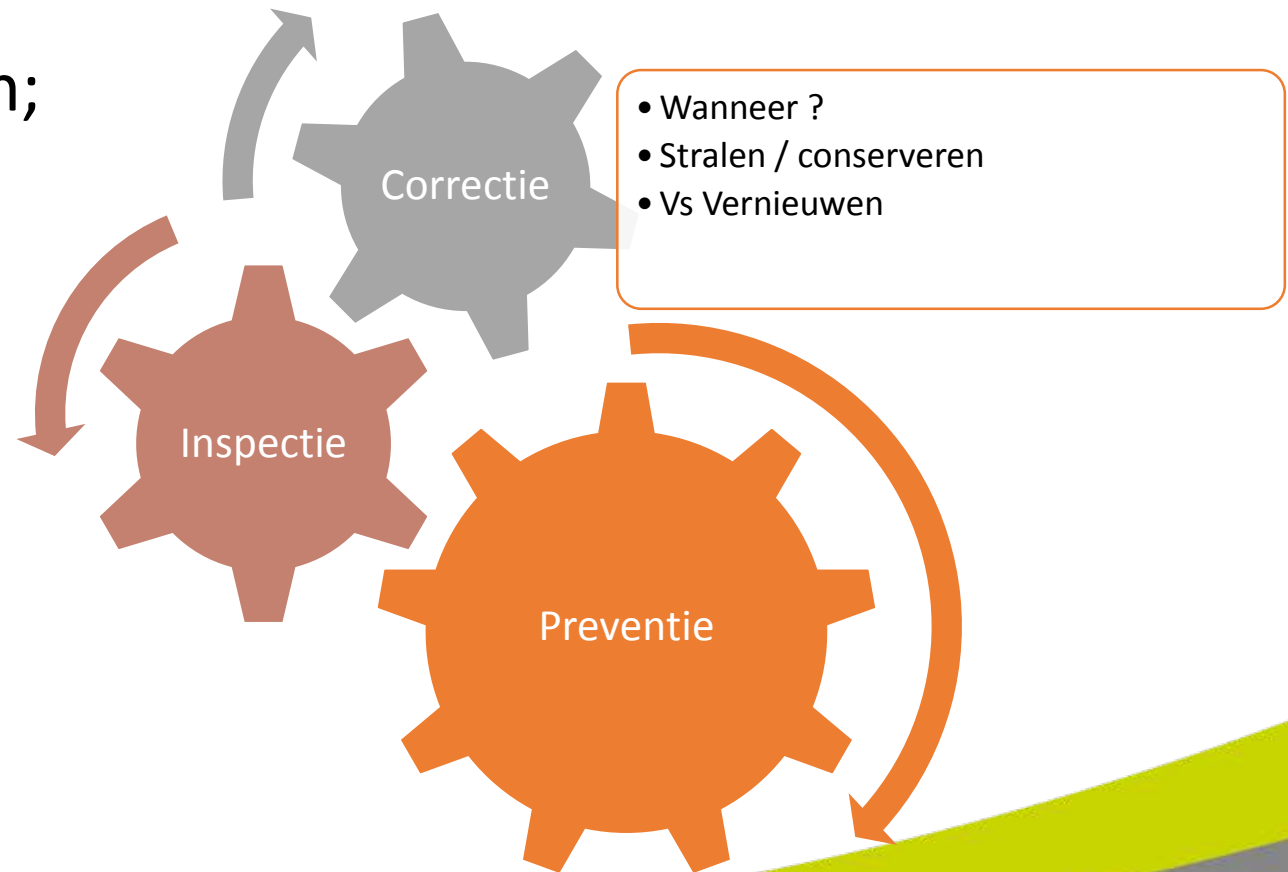 n;
Correctie
• Wanneer ?
• Stralen / conserveren
• Vs Vernieuwen
Inspectie
Preventie